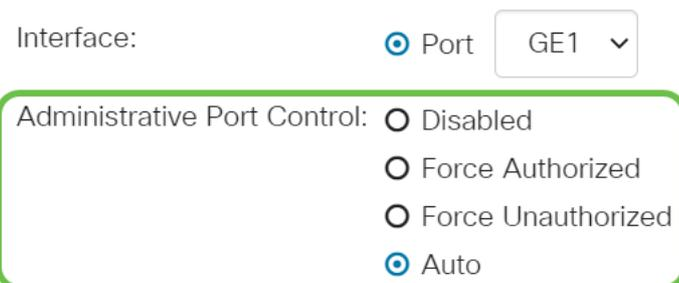 Interface: Port GE1
Administrative Port Control: Disabled
Force Authorized
Force Unauthorized
Auto